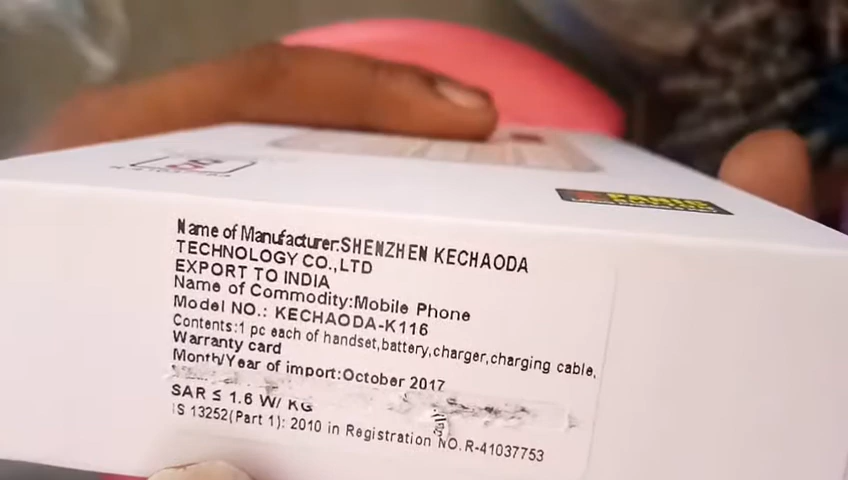 Name of Manufacturer:SHENZHEN KECHAODA
TECHNOLOGY CO.,LTD
EXPORT TO INDIA
Name of Commodity:Mobile Phone
Model NO.: KECHAODA-K116
Contents:1 pc each of handset,battery,charger,charging cable,
Warranty card
Month/Year of import:October 2017
SAR ≤ 1.6 W/ KG
IS 13252(Part 1): 2010 in Registration NO. R-41037753